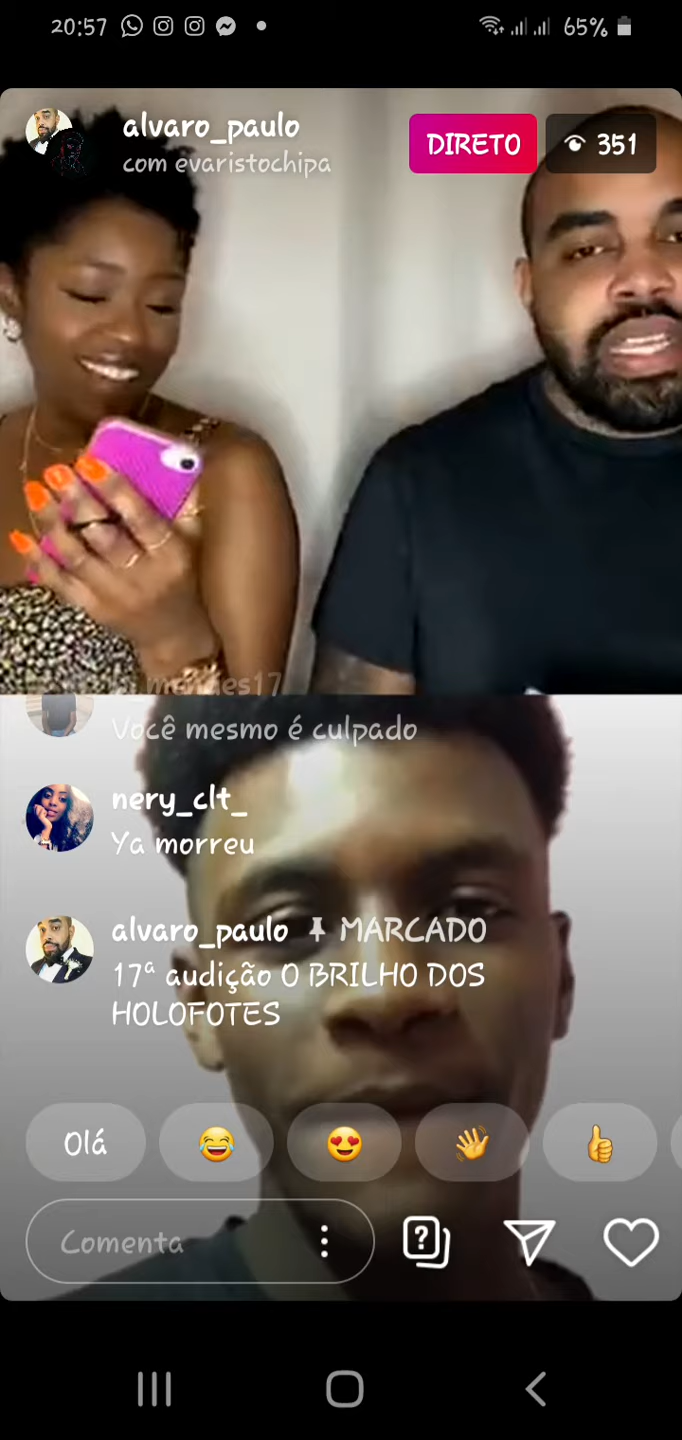 20:57
65%
alvaro_paulo
com evaristochipa
DIRETO
351
Você mesmo é culpado
nery_clt_
Ya morreu
alvaro_paulo MARCADO
17ª audição O BRILHO DOS
HOLOFOTES
Olá
Comenta